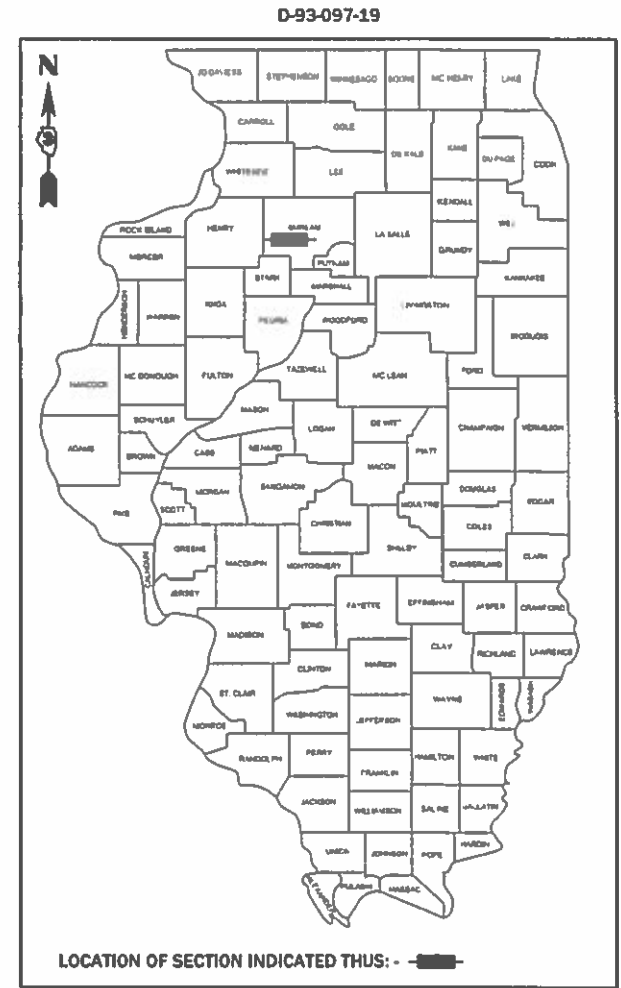 D-93-097-19
N
JO DAVIESS STEPHENSON WINNEBAGO BOONE MC HENRY LAKE
CARROLL OGLE
DE KALB KANE DU PAGE COOK
WHITESIDE LEE
KENDALL WILL
ROCK ISLAND HENRY BUREAU LA SALLE GRUNDY
MERCER PUTNAM KANKAKEE
STARK MARSHALL
HENDERSON WARREN KNOX PEORIA WOODFORD LIVINGSTON IROQUOIS
HANCOCK MC DONOUGH FULTON TAZEWELL MC LEAN FORD
MASON
SCHUYLER LOGAN DE WITT CHAMPAIGN VERMILION
ADAMS BROWN CASS MENARD MACON PIATT
MORGAN SANGAMON DOUGLAS EDGAR
PIKE SCOTT CHRISTIAN MOULTRIE COLES
GREENE SHELBY CLARK
CALHOUN MACOUPIN MONTGOMERY CUMBERLAND
JERSEY FAYETTE EFFINGHAM JASPER CRAWFORD
MADISON BOND CLAY RICHLAND LAWRENCE
CLINTON MARION
ST. CLAIR WAYNE EDWARDS WABASH
MONROE WASHINGTON JEFFERSON
RANDOLPH PERRY HAMILTON WHITE
FRANKLIN
JACKSON WILLIAMSON SALINE GALLATIN
UNION JOHNSON POPE HARDIN
ALEXANDER PULASKI MASSAC
LOCATION OF SECTION INDICATED THUS: -